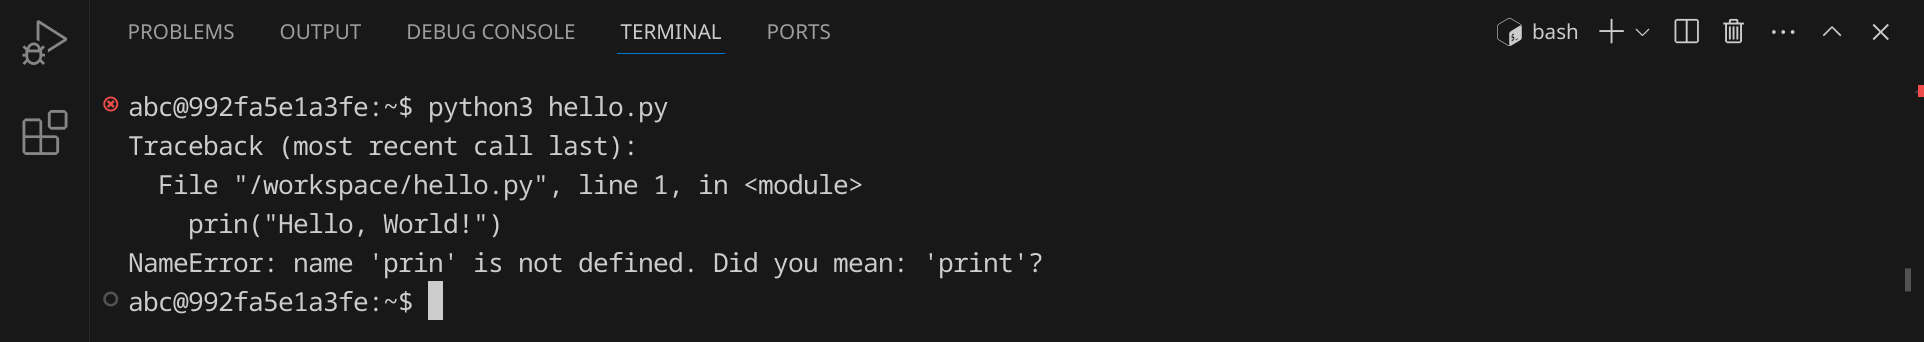 PROBLEMS OUTPUT DEBUG CONSOLE TERMINAL PORTS bash
abc@992fa5e1a3fe:~$ python3 hello.py
Traceback (most recent call last):
  File "/workspace/hello.py", line 1, in <module>
    prin("Hello, World!")
NameError: name 'prin' is not defined. Did you mean: 'print'?
abc@992fa5e1a3fe:~$